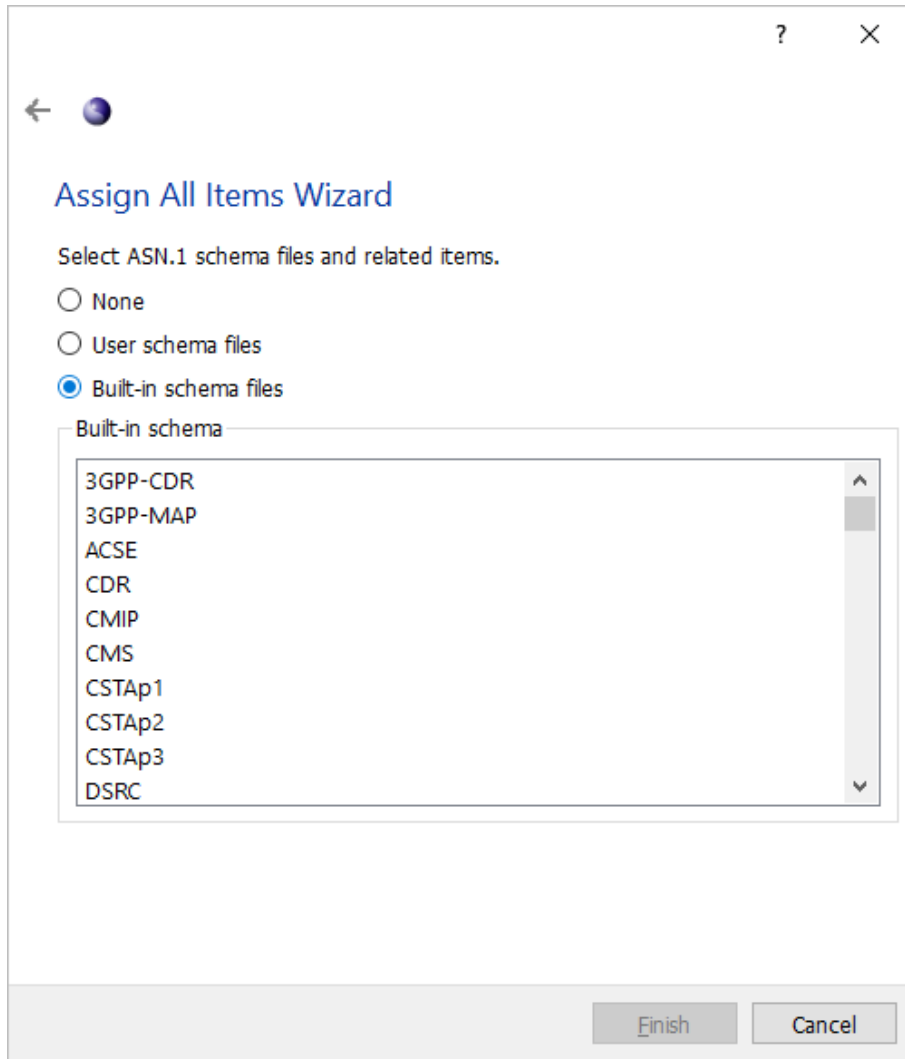 ?
Assign All Items Wizard
Select ASN.1 schema files and related items.
None
User schema files
Built-in schema files
Built-in schema
3GPP-CDR
3GPP-MAP
ACSE
CDR
CMIP
CMS
CSTAp1
CSTAp2
CSTAp3
DSRC
Finish Cancel